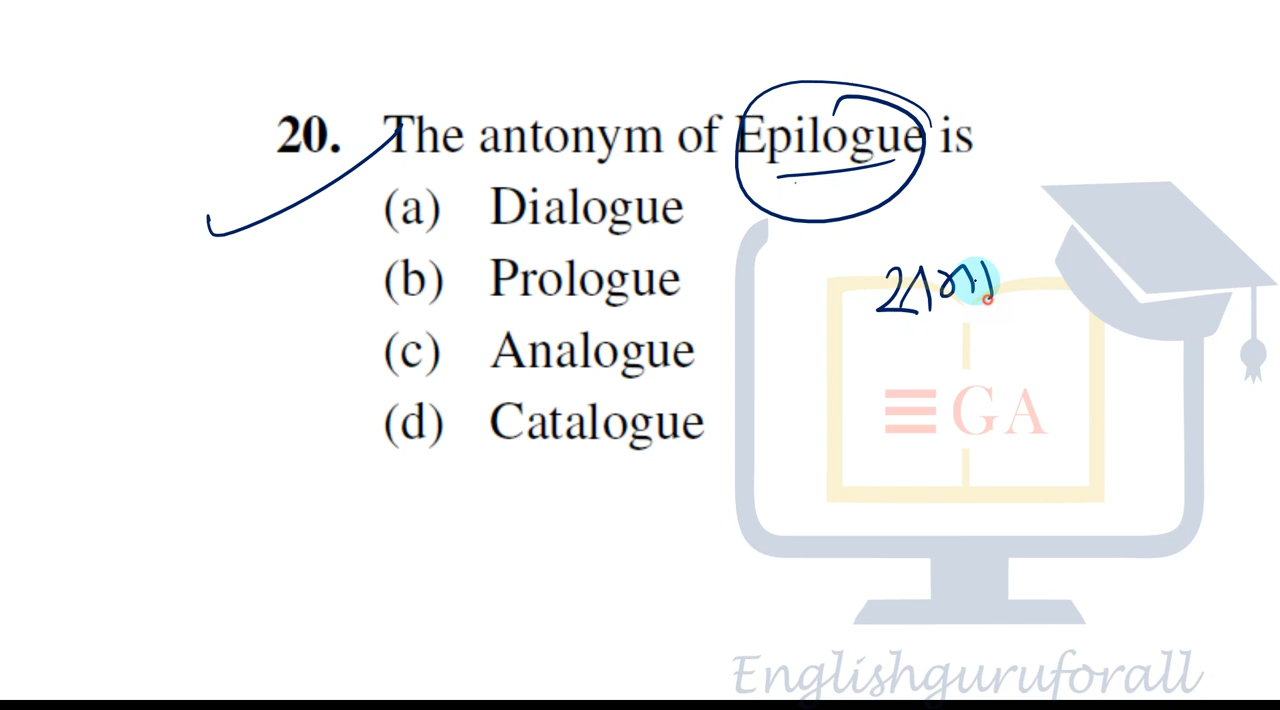 20. The antonym of Epilogue is
(a) Dialogue
(b) Prologue
(c) Analogue
(d) Catalogue
GA
Englishguruforall